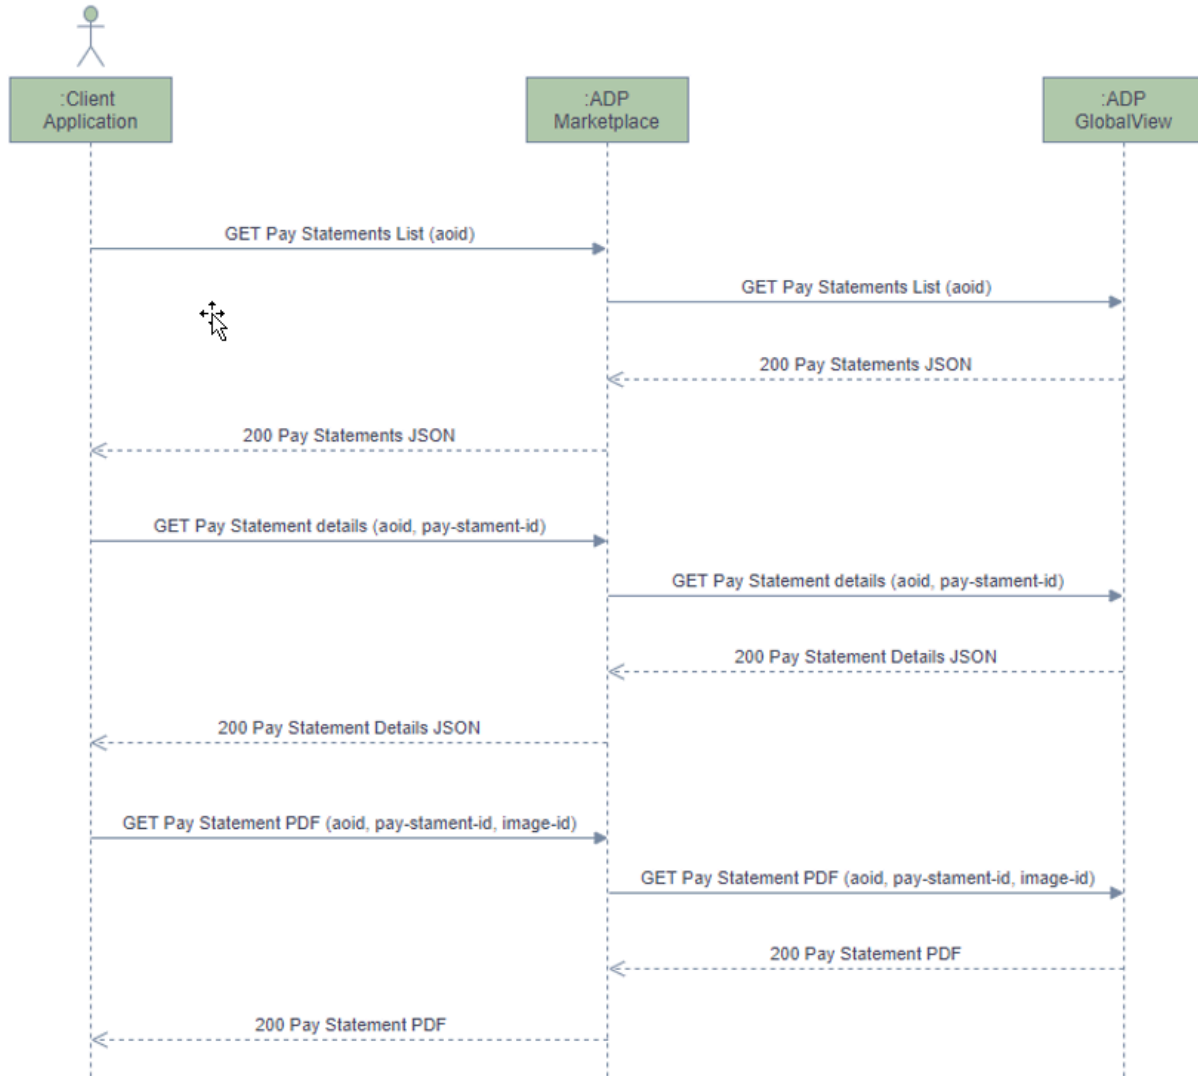 :Client
Application
:ADP
Marketplace
:ADP
GlobalView
GET Pay Statements List (aoid)
GET Pay Statements List (aoid)
200 Pay Statements JSON
200 Pay Statements JSON
GET Pay Statement details (aoid, pay-stament-id)
GET Pay Statement details (aoid, pay-stament-id)
200 Pay Statement Details JSON
200 Pay Statement Details JSON
GET Pay Statement PDF (aoid, pay-stament-id, image-id)
GET Pay Statement PDF (aoid, pay-stament-id, image-id)
200 Pay Statement PDF
200 Pay Statement PDF